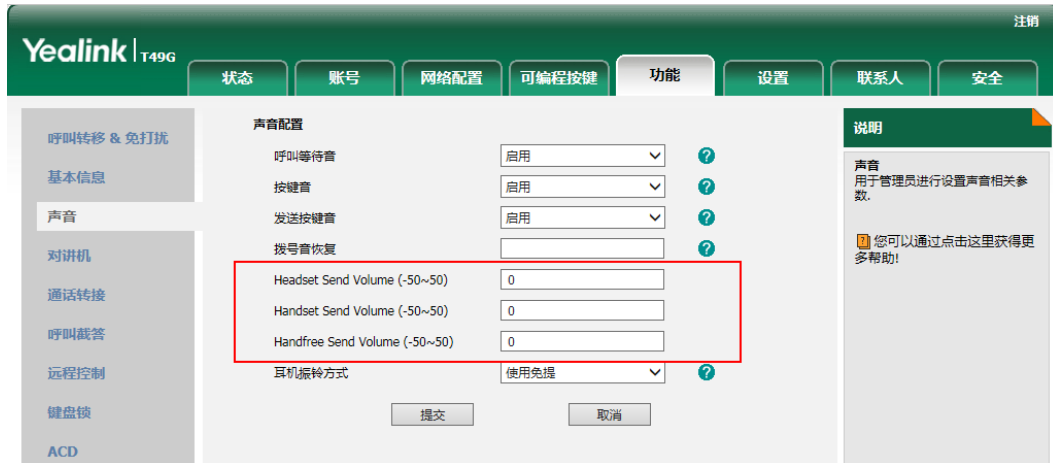 注销
Yealink | T49G
状态 账号 网络配置 可编程按键 功能 设置 联系人 安全
呼叫转移 & 免打扰
基本信息
声音
对讲机
通话转接
呼叫截答
远程控制
键盘锁
ACD
声音配置
呼叫等待音 启用
按键音 启用
发送按键音 启用
拨号音恢复
Headset Send Volume (-50~50) 0
Handset Send Volume (-50~50) 0
Handfree Send Volume (-50~50) 0
耳机振铃方式 使用免提
提交 取消
说明
声音
用于管理员进行设置声音相关参
数.
您可以通过点击这里获得更
多帮助!